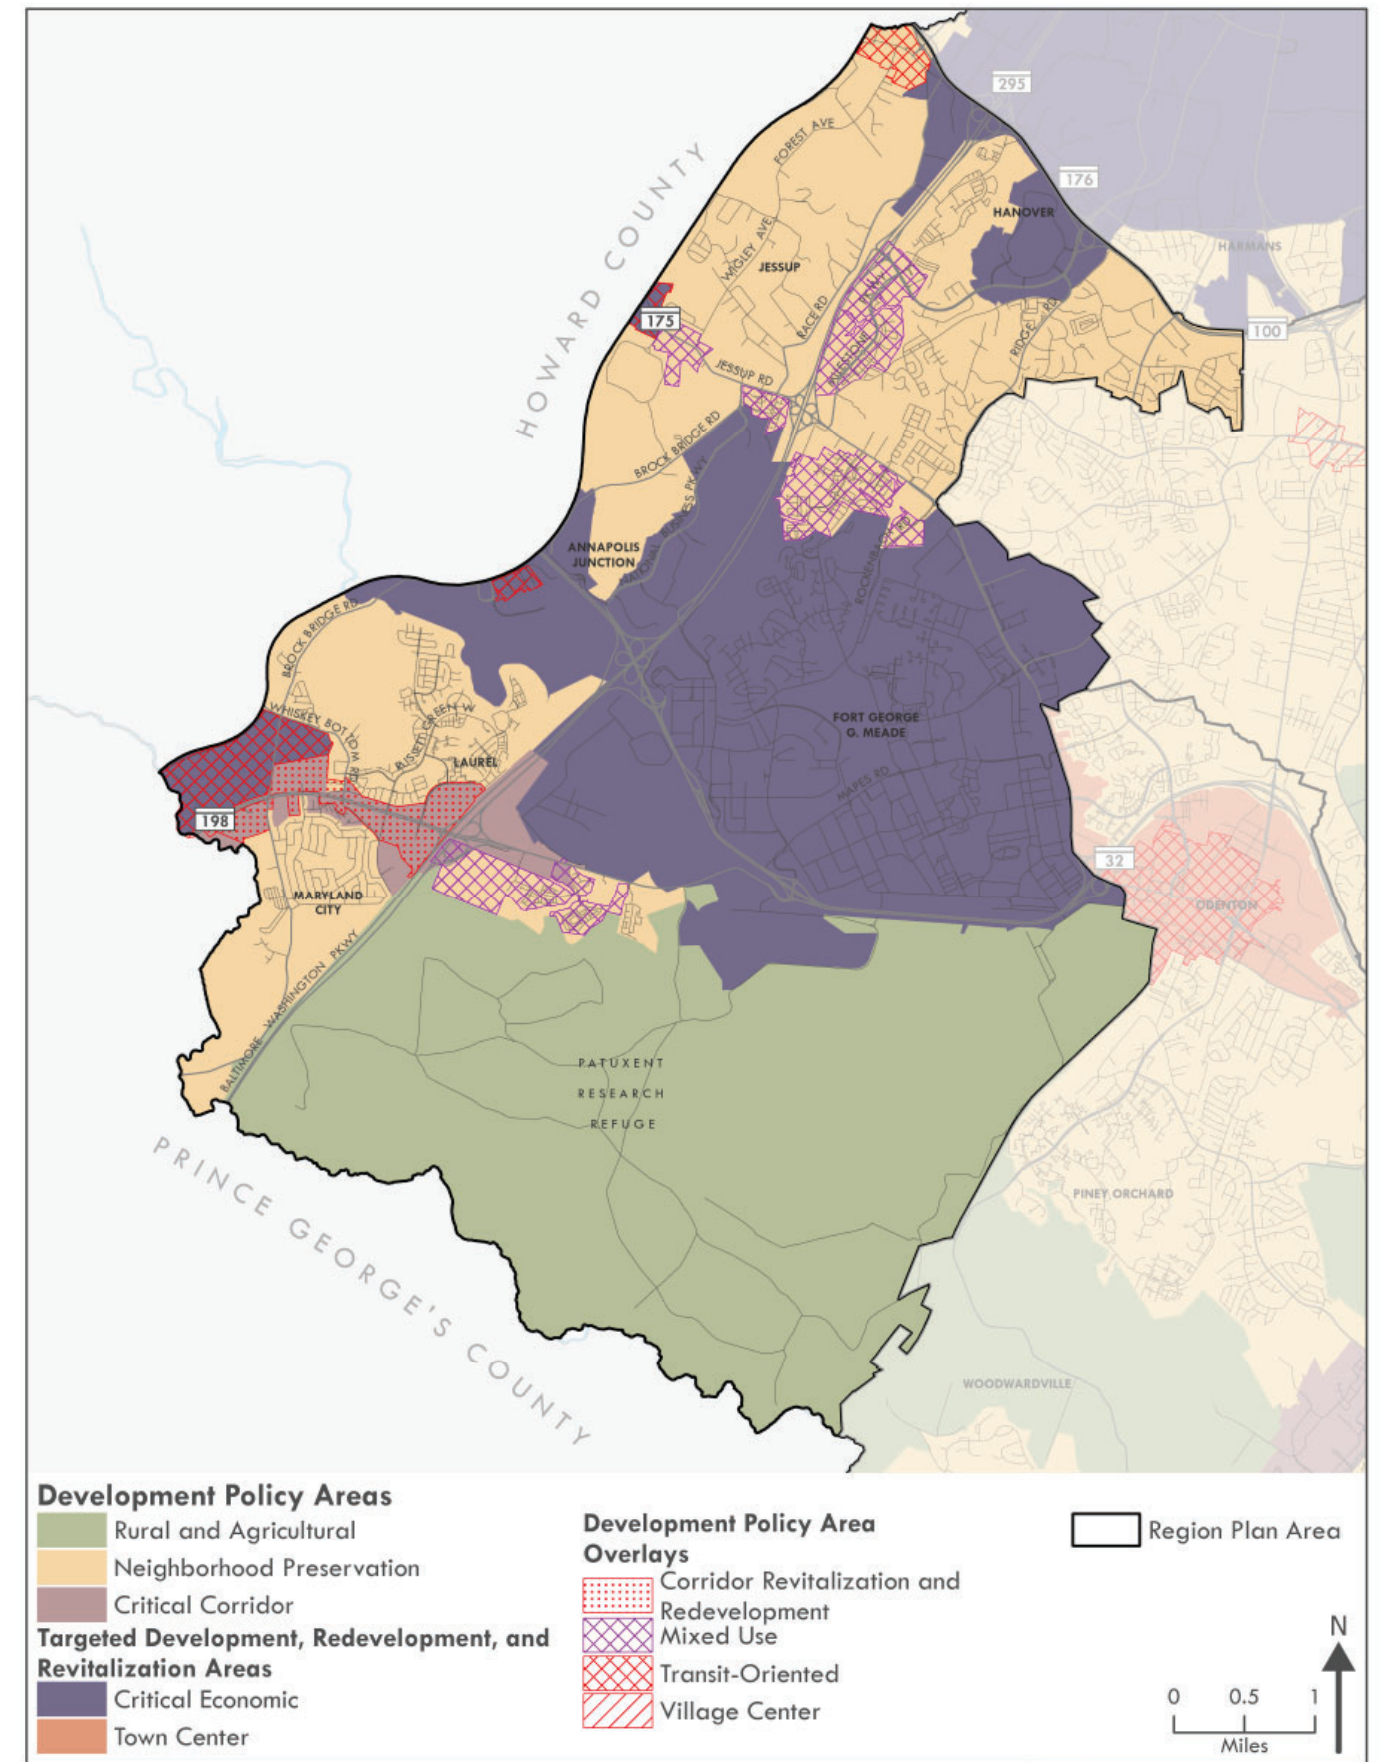 295
176
FOREST AVE
HOWARD COUNTY
HANOVER
HARMANS
WIGLEY AVE
JESSUP
PKWY
175
RACE RD
RIDGE RD
100
JESSUP RD
BROCK BRIDGE RD
NATIONAL BUSINESS PKWY
ANNAPOLIS
JUNCTION
ROCKENBACH RD
BROCK BRIDGE RD
WHISKEY BOTTOM RD
RUSSETT GREEN W
FORT GEORGE
G. MEADE
LAUREL
MAPES RD
198
32
MARYLAND
CITY
ODENTON
BALTIMORE WASHINGTON PKWY
PATUXENT
RESEARCH
REFUGE
PRINCE GEORGE'S COUNTY
PINEY ORCHARD
WOODWARDVILLE
Development Policy Areas
Rural and Agricultural
Neighborhood Preservation
Critical Corridor
Targeted Development, Redevelopment, and
Revitalization Areas
Critical Economic
Town Center
Development Policy Area
Overlays
Corridor Revitalization and
Redevelopment
Mixed Use
Transit-Oriented
Village Center
Region Plan Area
N
0 0.5 1
Miles